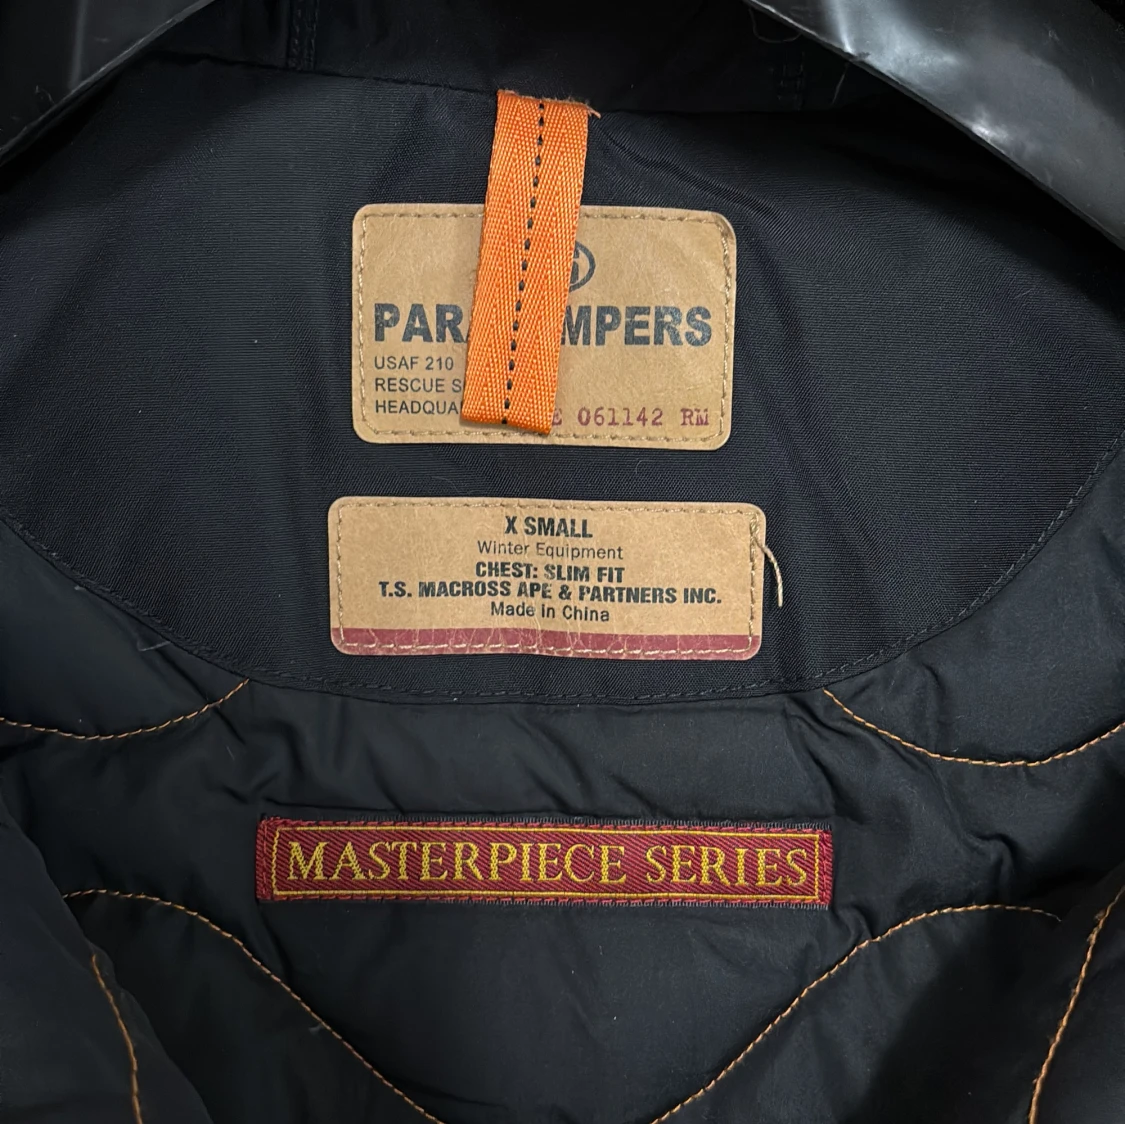 PAR MPERS
USAF 210
RESCUE S
HEADQUA E 061142 RM
X SMALL
Winter Equipment
CHEST: SLIM FIT
T.S. MACROSS APE & PARTNERS INC.
Made in China
MASTERPIECE SERIES